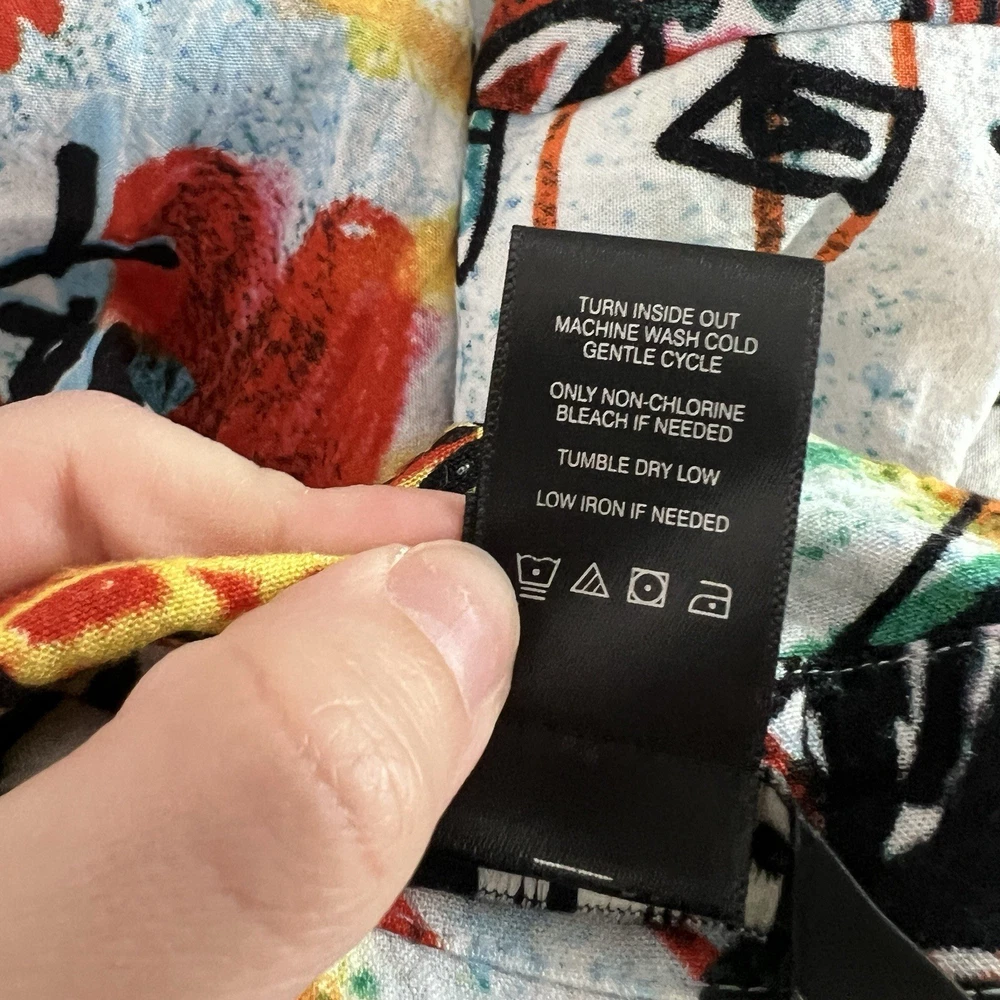 TURN INSIDE OUT
MACHINE WASH COLD
GENTLE CYCLE
ONLY NON-CHLORINE
BLEACH IF NEEDED
TUMBLE DRY LOW
LOW IRON IF NEEDED